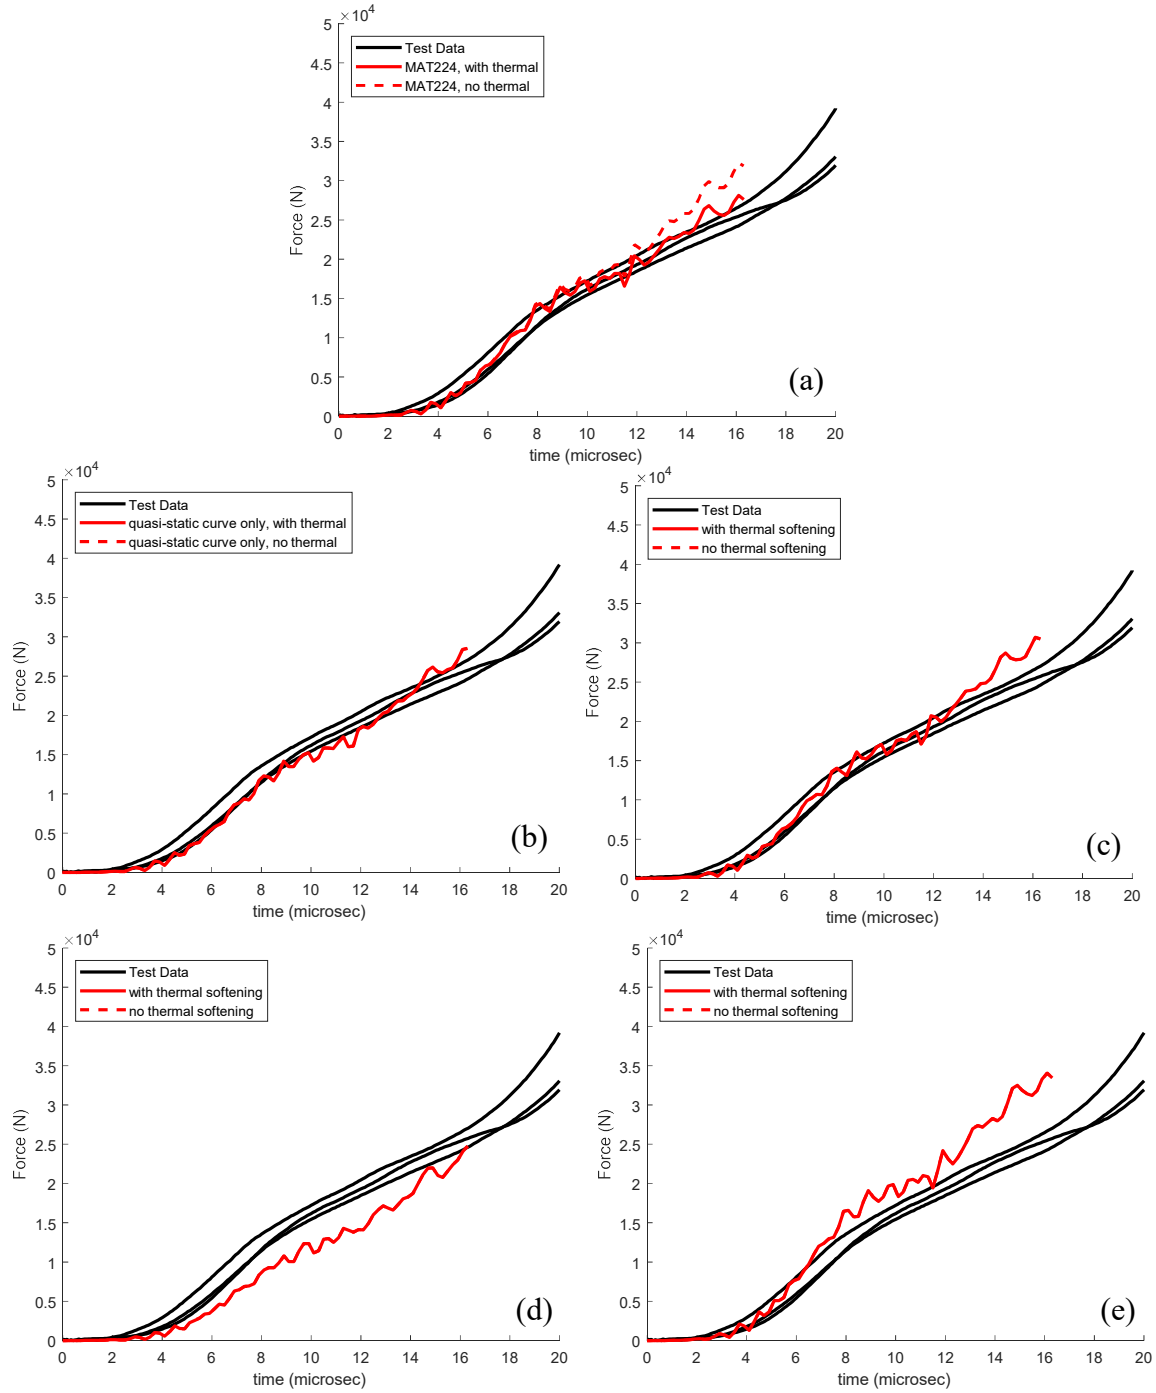 ×10⁴
5
4.5
4
3.5
3
2.5
2
1.5
1
0.5
0
Force (N)
Test Data
MAT224, with thermal
MAT224, no thermal
(a)
0 2 4 6 8 10 12 14 16 18 20
time (microsec)
×10⁴
5
4.5
4
3.5
3
2.5
2
1.5
1
0.5
0
Force (N)
Test Data
quasi-static curve only, with thermal
quasi-static curve only, no thermal
(b)
0 2 4 6 8 10 12 14 16 18 20
time (microsec)
×10⁴
5
4.5
4
3.5
3
2.5
2
1.5
1
0.5
0
Force (N)
Test Data
with thermal softening
no thermal softening
(c)
0 2 4 6 8 10 12 14 16 18 20
time (microsec)
×10⁴
5
4.5
4
3.5
3
2.5
2
1.5
1
0.5
0
Force (N)
Test Data
with thermal softening
no thermal softening
(d)
0 2 4 6 8 10 12 14 16 18 20
time (microsec)
×10⁴
5
4.5
4
3.5
3
2.5
2
1.5
1
0.5
0
Force (N)
Test Data
with thermal softening
no thermal softening
(e)
0 2 4 6 8 10 12 14 16 18 20
time (microsec)